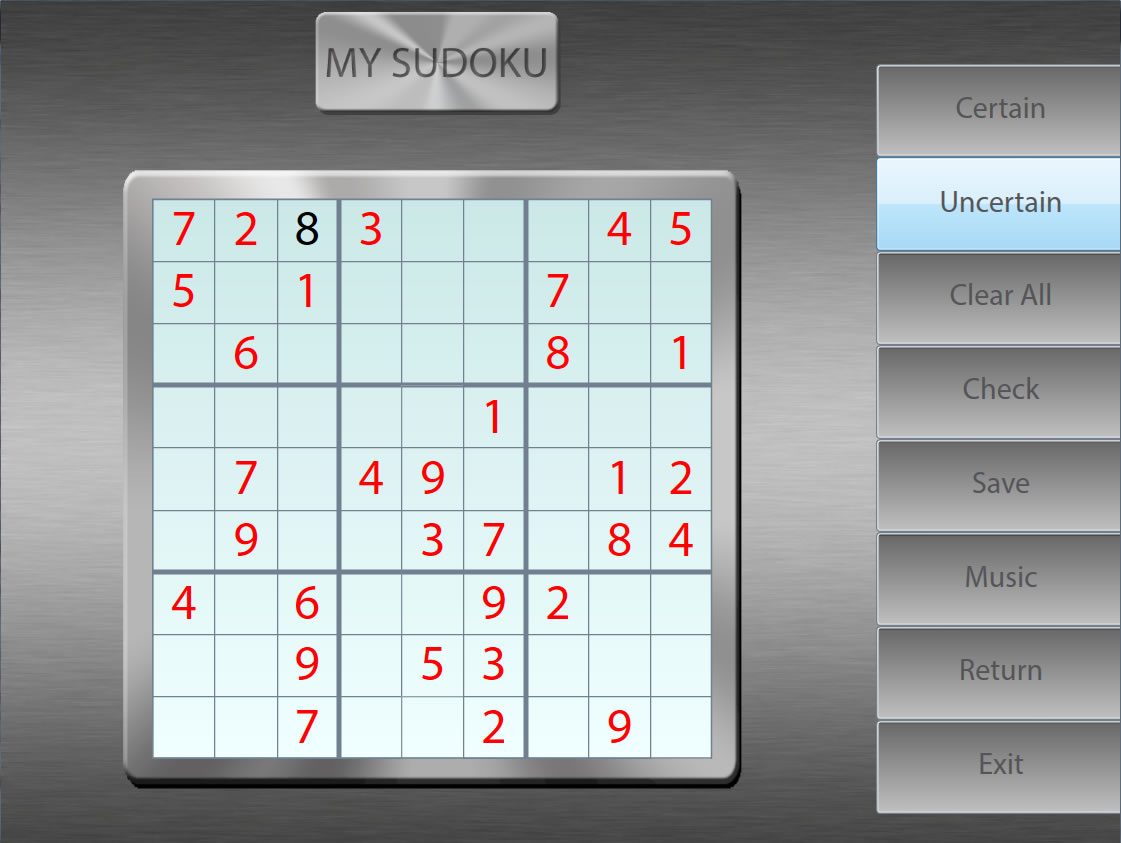 MY SUDOKU
Certain
Uncertain
Clear All
Check
Save
Music
Return
Exit
7 2 8 3 4 5
5 1 7
6 8 1
1
7 4 9 1 2
9 3 7 8 4
4 6 9 2
9 5 3
7 2 9